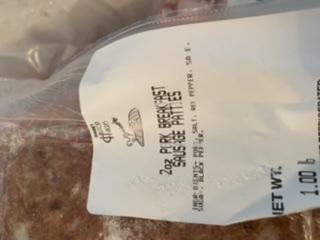 2oz PORK BREAKFAST
SAUSAGE PATTIES
INGREDIENTS: PORK, SALT, RED PEPPER, SAGE,
SUGAR, BLACK PEPPER.
NET WT.
1.00 lb